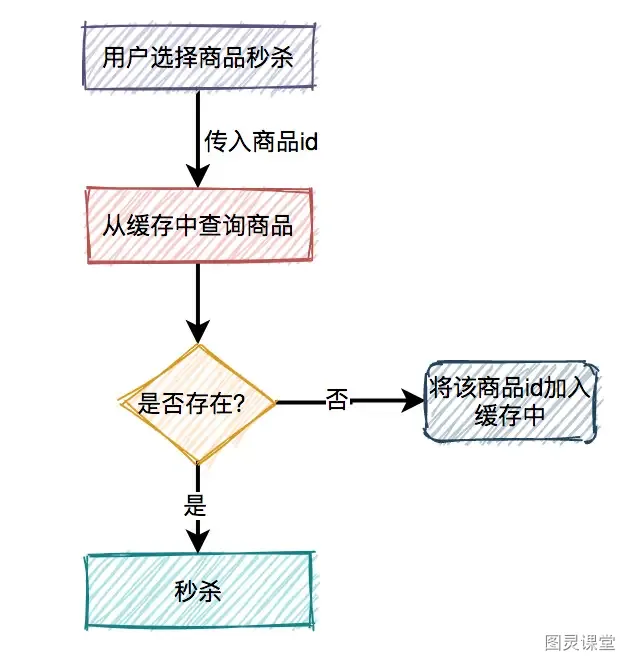 用户选择商品秒杀
传入商品id
从缓存中查询商品
是否存在?
否
将该商品id加入
缓存中
是
秒杀
图灵课堂